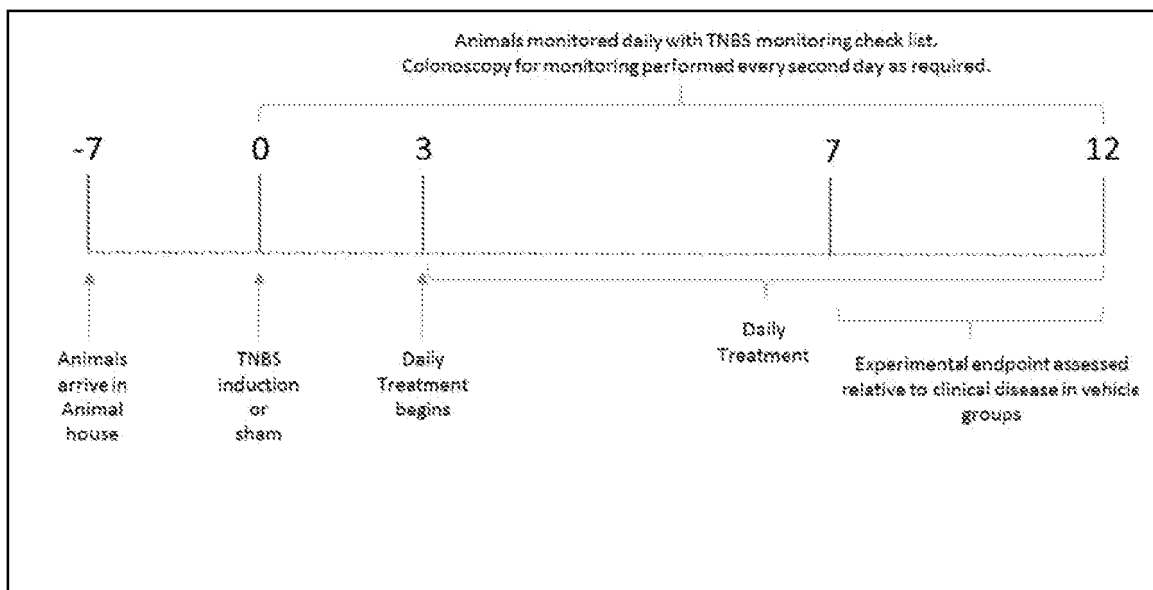 Animals monitored daily with TNBS monitoring check list.
Colonoscopy for monitoring performed every second day as required.
-7
0
3
7
12
Animals
arrive in
Animal
house
TNBS
induction
or
sham
Daily
Treatment
begins
Daily
Treatment
Experimental endpoint assessed
relative to clinical disease in vehicle
groups